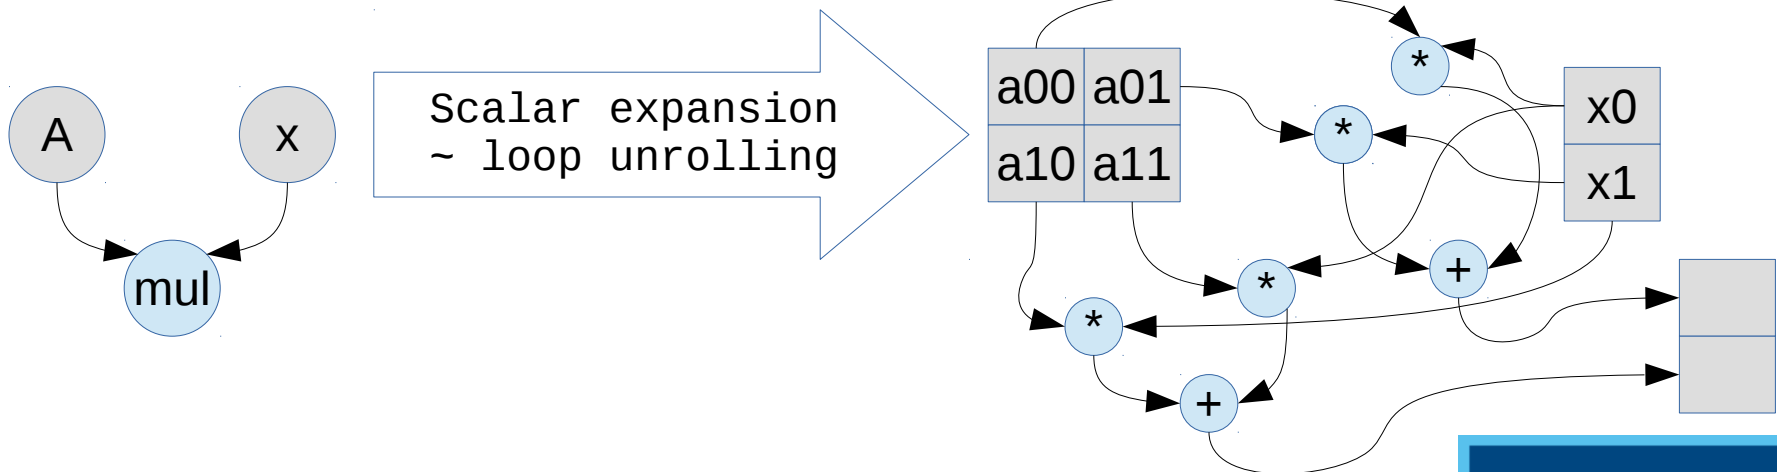 A
x
mul
Scalar expansion
~ loop unrolling
a00 a01
a10 a11
*
*
*
*
+
+
x0
x1